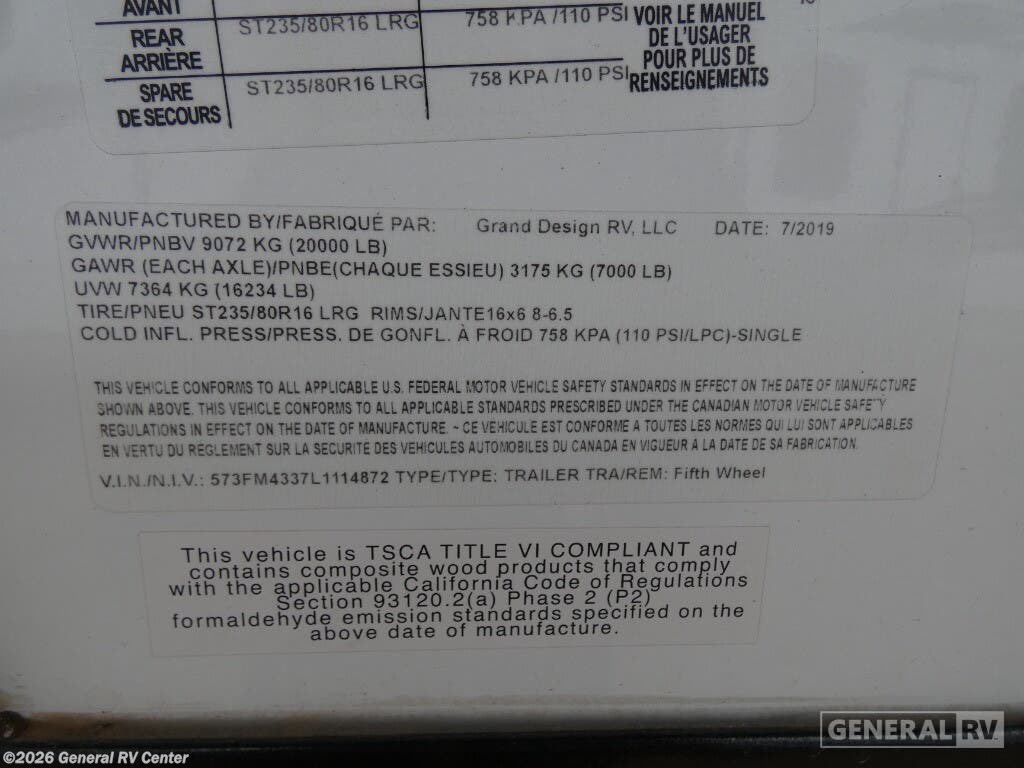 AVANT
REAR ST235/80R16 LRG 758 KPA /110 PSI VOIR LE MANUEL
ARRIÈRE DE L'USAGER
POUR PLUS DE
SPARE ST235/80R16 LRG 758 KPA /110 PSI RENSEIGNEMENTS
DE SECOURS
MANUFACTURED BY/FABRIQUÉ PAR: Grand Design RV, LLC DATE: 7/2019
GVWR/PNBV 9072 KG (20000 LB)
GAWR (EACH AXLE)/PNBE(CHAQUE ESSIEU) 3175 KG (7000 LB)
UVW 7364 KG (16234 LB)
TIRE/PNEU ST235/80R16 LRG RIMS/JANTE16x6 8-6.5
COLD INFL. PRESS/PRESS. DE GONFL. À FROID 758 KPA (110 PSI/LPC)-SINGLE
THIS VEHICLE CONFORMS TO ALL APPLICABLE U.S. FEDERAL MOTOR VEHICLE SAFETY STANDARDS IN EFFECT ON THE DATE OF MANUFACTURE
SHOWN ABOVE. THIS VEHICLE CONFORMS TO ALL APPLICABLE STANDARDS PRESCRIBED UNDER THE CANADIAN MOTOR VEHICLE SAFETY
REGULATIONS IN EFFECT ON THE DATE OF MANUFACTURE. ~ CE VEHICULE EST CONFORME A TOUTES LES NORMES QUI LUI SONT APPLICABLES
EN VERTU DU REGLEMENT SUR LA SECURITE DES VEHICULES AUTOMOBILES DU CANADA EN VIGUEUR A LA DATE DE SA FABRICATION.
V.I.N./N.I.V.: 573FM4337L1114872 TYPE/TYPE: TRAILER TRA/REM: Fifth Wheel
This vehicle is TSCA TITLE VI COMPLIANT and
contains composite wood products that comply
with the applicable California Code of Regulations
Section 93120.2(a) Phase 2 (P2)
formaldehyde emission standards specified on the
above date of manufacture.
GENERAL RV
©2026 General RV Center